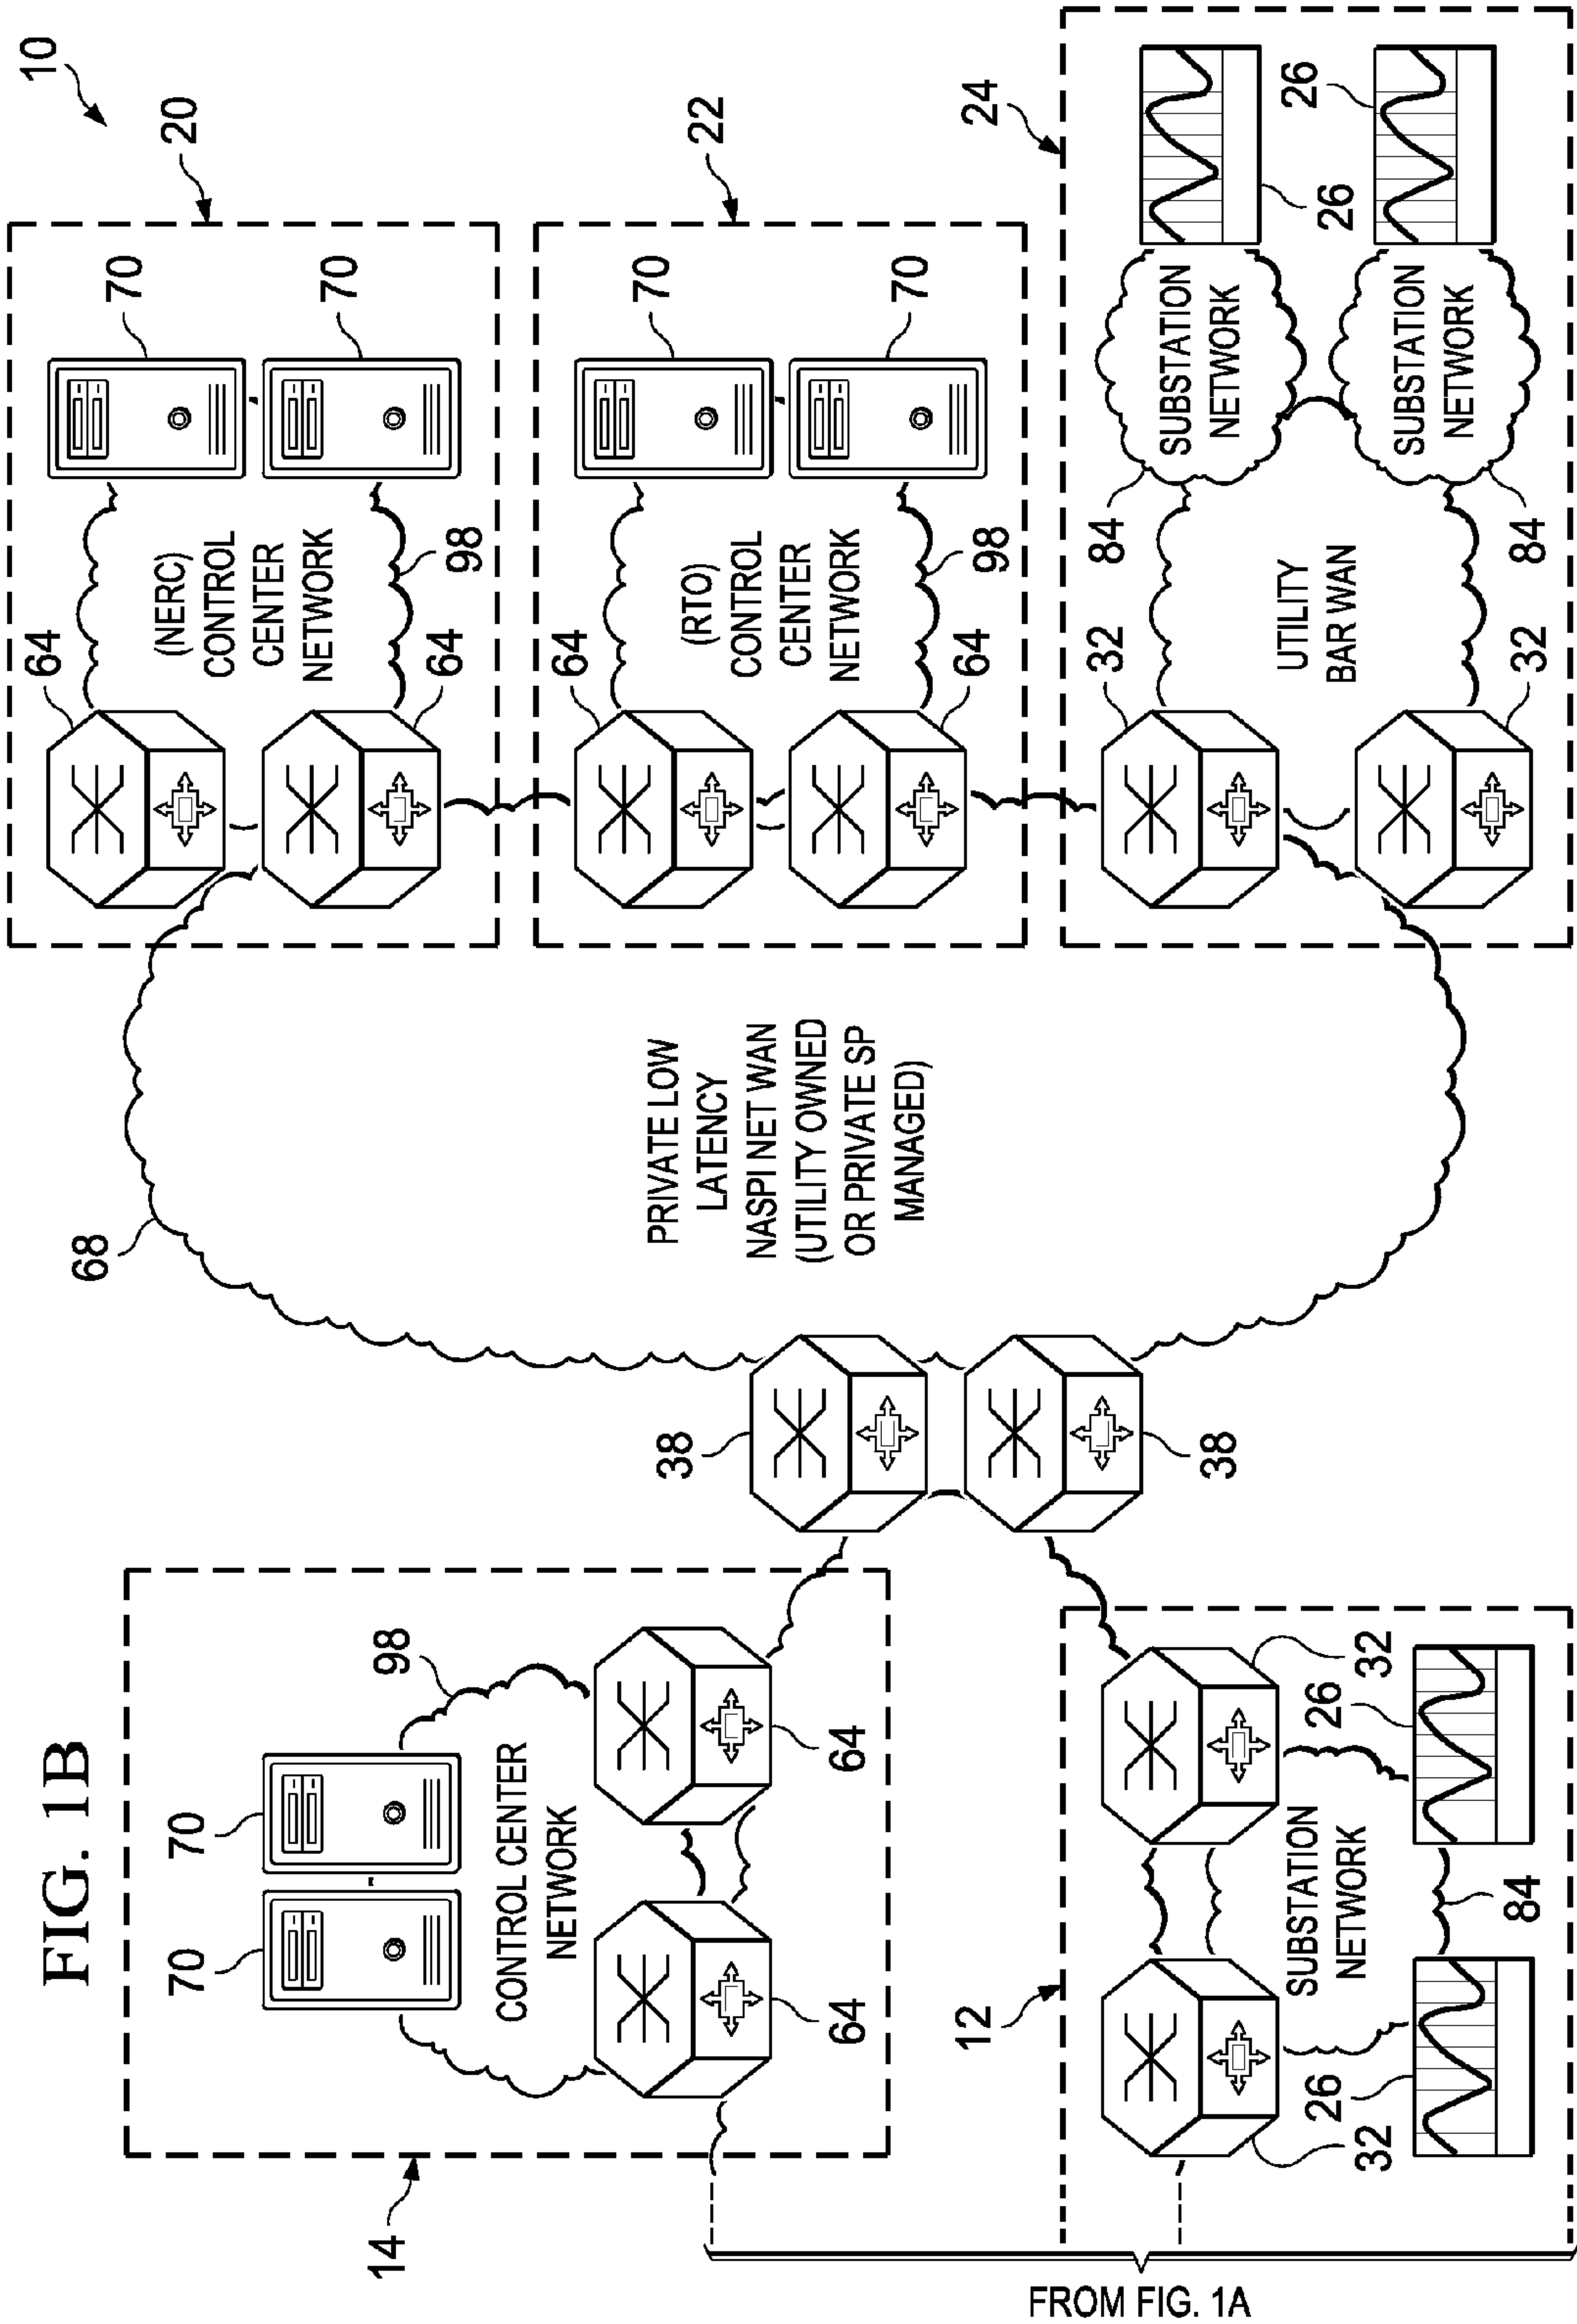 FIG. 1B
10
14
70
70
98
CONTROL CENTER
NETWORK
64
64
12
32
32
26
26
SUBSTATION
NETWORK
84
FROM FIG. 1A
38
38
68
PRIVATE LOW
LATENCY
NASPI NET WAN
(UTILITY OWNED
OR PRIVATE SP
MANAGED)
20
64
64
(NERC)
CONTROL
CENTER
NETWORK
98
70
70
22
64
64
(RTO)
CONTROL
CENTER
NETWORK
98
70
70
24
32
32
UTILITY
BAR WAN
84
84
SUBSTATION
NETWORK
SUBSTATION
NETWORK
26
26